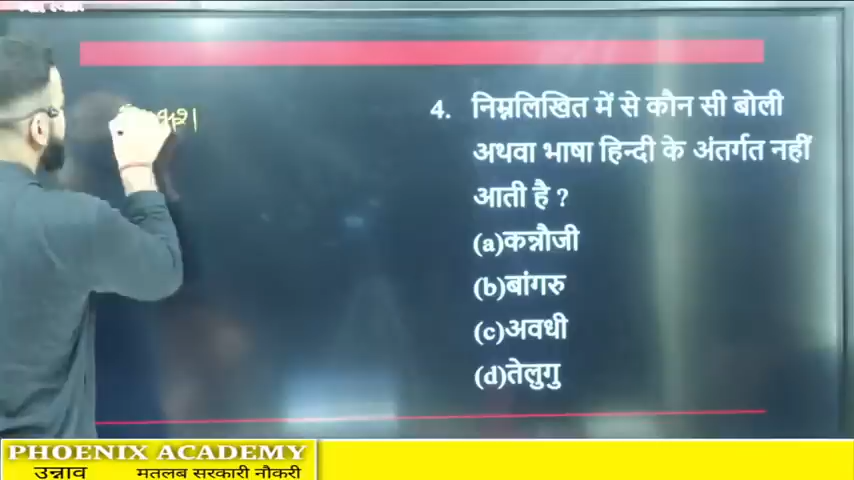 4. निम्नलिखित में से कौन सी बोली
अथवा भाषा हिन्दी के अंतर्गत नहीं
आती है ?
(a)कन्नौजी
(b)बांगरु
(c)अवधी
(d)तेलुगु
PHOENIX ACADEMY
उन्नाव मतलब सरकारी नौकरी